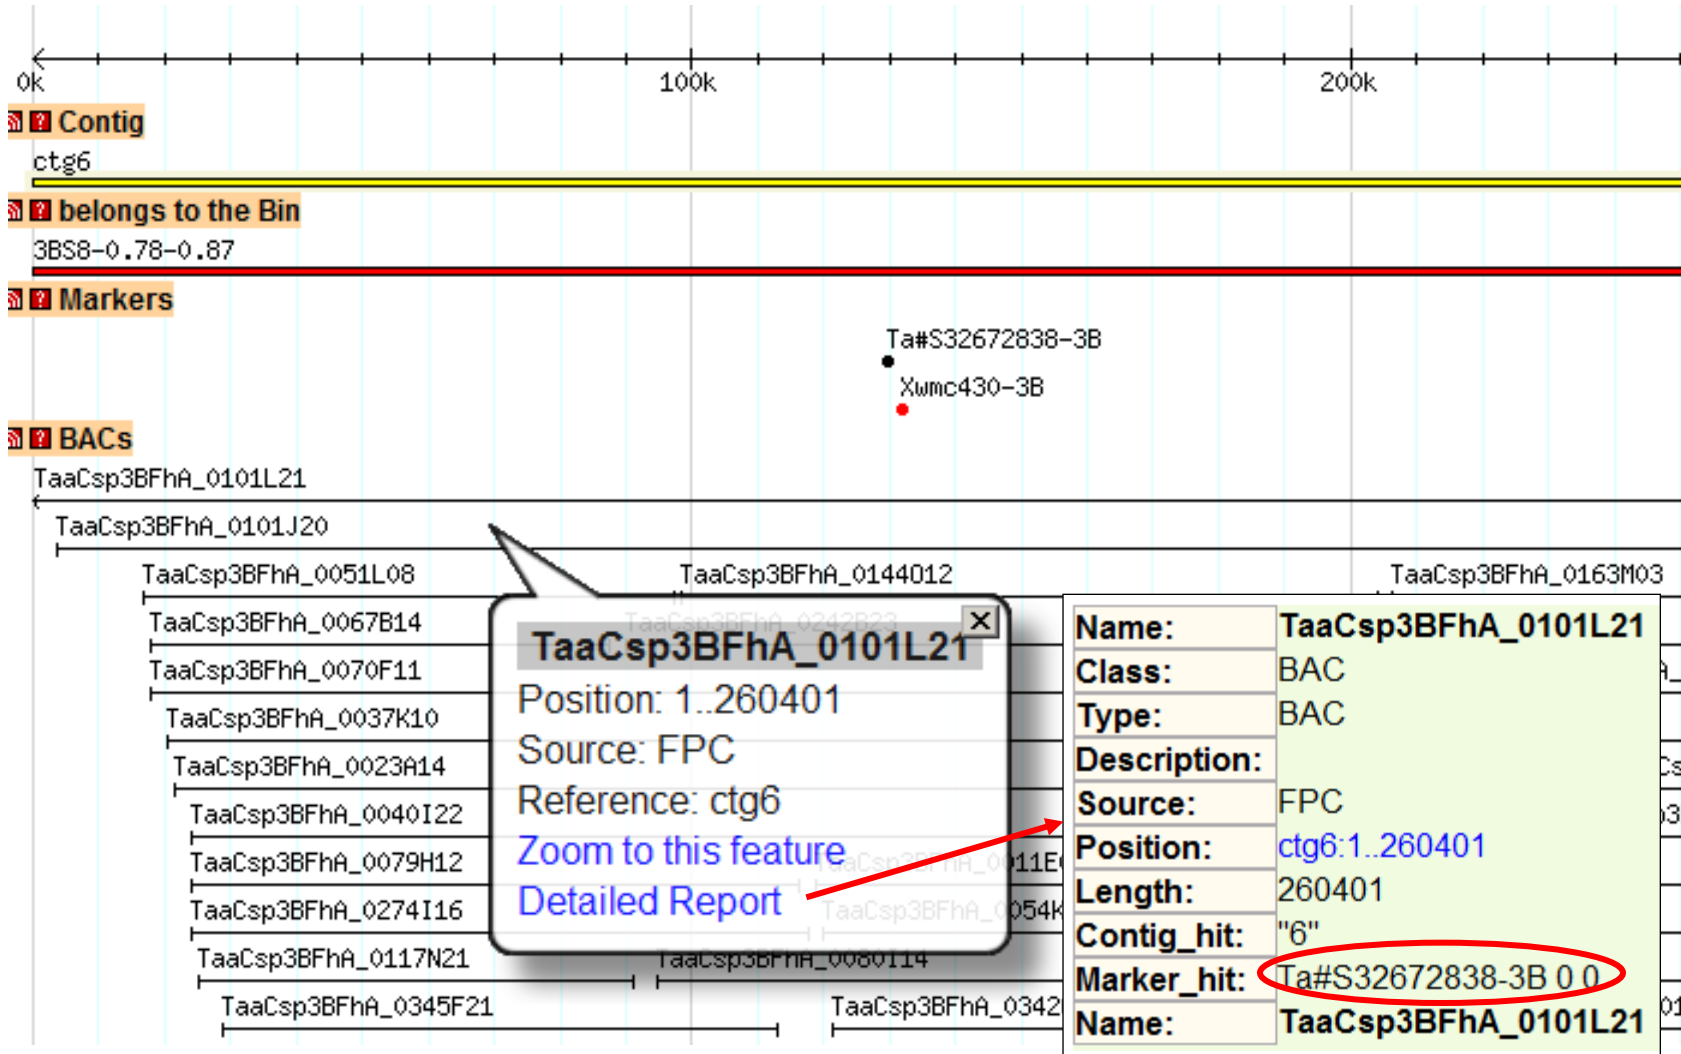 0k 100k 200k
Contig
ctg6
belongs to the Bin
3BS8-0.78-0.87
Markers
Ta#S32672838-3B
Xwmc430-3B
BACs
TaaCsp3BFhA_0101L21
TaaCsp3BFhA_0101J20
TaaCsp3BFhA_0051L08 TaaCsp3BFhA_0144O12 TaaCsp3BFhA_0163M03
TaaCsp3BFhA_0067B14 TaaCsp3BFhA_0242B23
TaaCsp3BFhA_0070F11
TaaCsp3BFhA_0037K10
TaaCsp3BFhA_0023A14
TaaCsp3BFhA_0040I22
TaaCsp3BFhA_0079H12
TaaCsp3BFhA_0274I16
TaaCsp3BFhA_0117N21 TaaCsp3BFhA_0080I14
TaaCsp3BFhA_0345F21 TaaCsp3BFhA_0342
TaaCsp3BFhA_0101L21
Position: 1..260401
Source: FPC
Reference: ctg6
Zoom to this feature
Detailed Report
Name: TaaCsp3BFhA_0101L21
Class: BAC
Type: BAC
Description:
Source: FPC
Position: ctg6:1..260401
Length: 260401
Contig_hit: "6"
Marker_hit: Ta#S32672838-3B 0 0
Name: TaaCsp3BFhA_0101L21